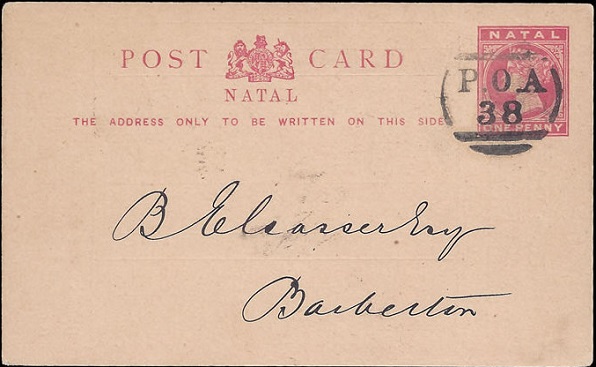 NATAL
POST CARD
NATAL
THE ADDRESS ONLY TO BE WRITTEN ON THIS SIDE
P.O.A
38
ONE PENNY
B Elsasser Esq
Barberton